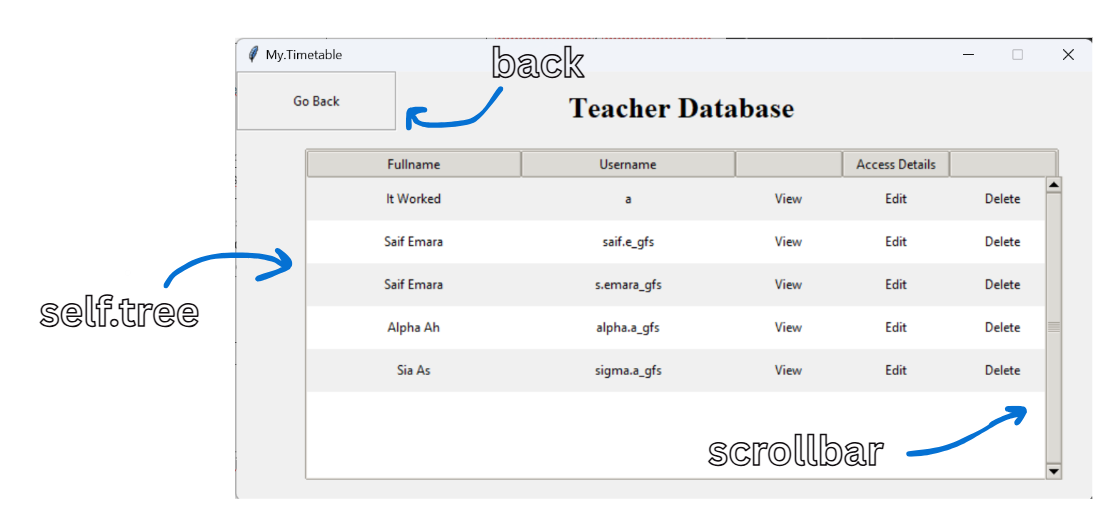 My.Timetable
back
Go Back
Teacher Database
Fullname Username Access Details
It Worked a View Edit Delete
Saif Emara saif.e_gfs View Edit Delete
Saif Emara s.emara_gfs View Edit Delete
self.tree
Alpha Ah alpha.a_gfs View Edit Delete
Sia As sigma.a_gfs View Edit Delete
scrollbar